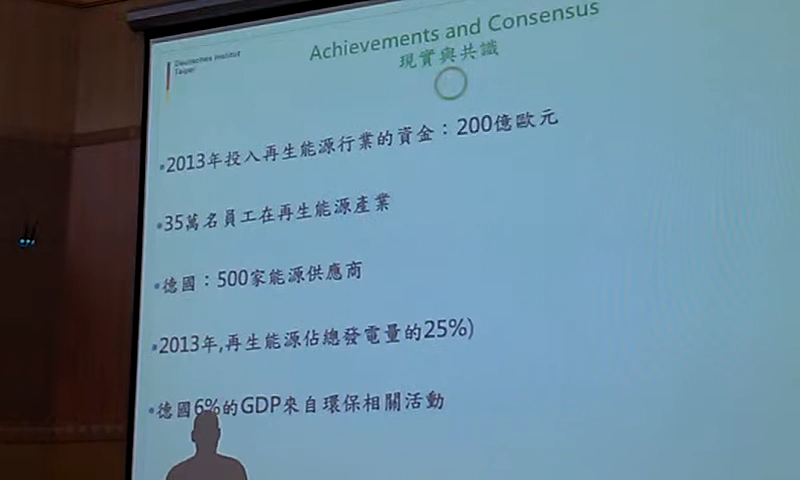 Deutsches Institut
Taipei
Achievements and Consensus
現實與共識
2013年投入再生能源行業的資金：200億歐元
35萬名員工在再生能源產業
德國：500家能源供應商
2013年,再生能源佔總發電量的25%)
德國6%的GDP來自環保相關活動